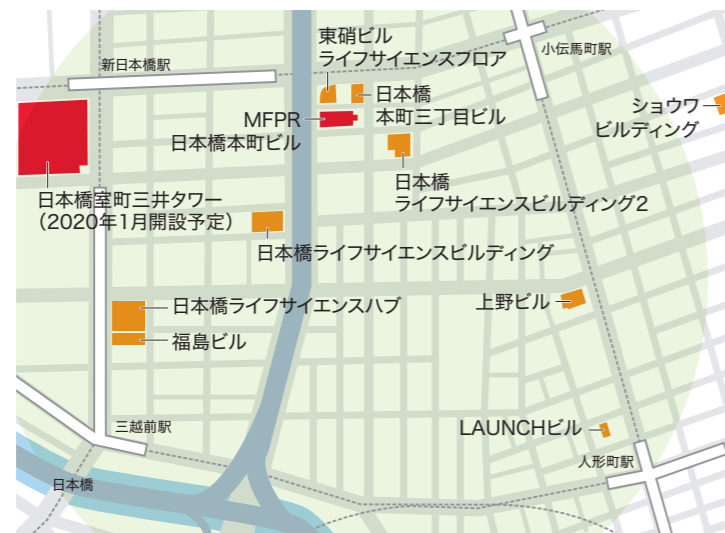 東硝ビル
ライフサイエンスフロア
小伝馬町駅
新日本橋駅
日本橋
本町三丁目ビル
ショウワ
ビルディング
MFPR
日本橋本町ビル
日本橋
ライフサイエンスビルディング2
日本橋室町三井タワー
（2020年1月開設予定）
日本橋ライフサイエンスビルディング
日本橋ライフサイエンスハブ
上野ビル
福島ビル
三越前駅
LAUNCHビル
人形町駅
日本橋